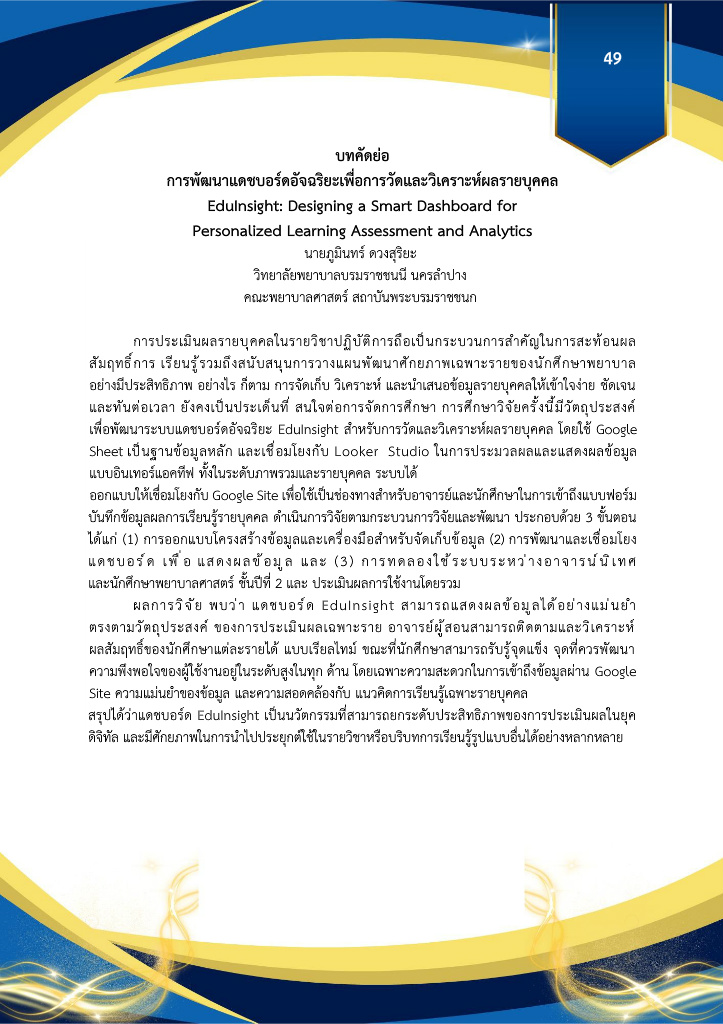 49
บทคัดย่อ
การพัฒนาแดชบอร์ดอัจฉริยะเพื่อการวัดและวิเคราะห์ผลรายบุคคล
EduInsight: Designing a Smart Dashboard for
Personalized Learning Assessment and Analytics
นายภูมินทร์ ดวงสุริยะ
วิทยาลัยพยาบาลบรมราชชนนี นครลำปาง
คณะพยาบาลศาสตร์ สถาบันพระบรมราชชนก
การประเมินผลรายบุคคลในรายวิชาปฏิบัติการถือเป็นกระบวนการสำคัญในการสะท้อนผล
สัมฤทธิ์การ เรียนรู้รวมถึงสนับสนุนการวางแผนพัฒนาศักยภาพเฉพาะรายของนักศึกษาพยาบาล
อย่างมีประสิทธิภาพ อย่างไร ก็ตาม การจัดเก็บ วิเคราะห์ และนำเสนอข้อมูลรายบุคคลให้เข้าใจง่าย ชัดเจน
และทันต่อเวลา ยังคงเป็นประเด็นที่ สนใจต่อการจัดการศึกษา การศึกษาวิจัยครั้งนี้มีวัตถุประสงค์
เพื่อพัฒนาระบบแดชบอร์ดอัจฉริยะ EduInsight สำหรับการวัดและวิเคราะห์ผลรายบุคคล โดยใช้ Google
Sheet เป็นฐานข้อมูลหลัก และเชื่อมโยงกับ Looker Studio ในการประมวลผลและแสดงผลข้อมูล
แบบอินเทอร์แอคทีฟ ทั้งในระดับภาพรวมและรายบุคคล ระบบได้
ออกแบบให้เชื่อมโยงกับ Google Site เพื่อใช้เป็นช่องทางสำหรับอาจารย์และนักศึกษาในการเข้าถึงแบบฟอร์ม
บันทึกข้อมูลผลการเรียนรู้รายบุคคล ดำเนินการวิจัยตามกระบวนการวิจัยและพัฒนา ประกอบด้วย 3 ขั้นตอน
ได้แก่ (1) การออกแบบโครงสร้างข้อมูลและเครื่องมือสำหรับจัดเก็บข้อมูล (2) การพัฒนาและเชื่อมโยง
แดชบอร์ด เพื่อ แสดงผลข้อมูล และ (3) การทดลองใช้ระบบระหว่างอาจารน์นิเทศ
และนักศึกษาพยาบาลศาสตร์ ชั้นปีที่ 2 และ ประเมินผลการใช้งานโดยรวม
ผลการวิจัย พบว่า แดชบอร์ด EduInsight สามารถแสดงผลข้อมูลได้อย่างแม่นยำ
ตรงตามวัตถุประสงค์ ของการประเมินผลเฉพาะราย อาจารย์ผู้สอนสามารถติดตามและวิเคราะห์
ผลสัมฤทธิ์ของนักศึกษาแต่ละรายได้ แบบเรียลไทม์ ขณะที่นักศึกษาสามารถรับรู้จุดแข็ง จุดที่ควรพัฒนา
ความพึงพอใจของผู้ใช้งานอยู่ในระดับสูงในทุก ด้าน โดยเฉพาะความสะดวกในการเข้าถึงข้อมูลผ่าน Google
Site ความแม่นยำของข้อมูล และความสอดคล้องกับ แนวคิดการเรียนรู้เฉพาะรายบุคคล
สรุปได้ว่าแดชบอร์ด EduInsight เป็นนวัตกรรมที่สามารถยกระดับประสิทธิภาพของการประเมินผลในยุค
ดิจิทัล และมีศักยภาพในการนำไปประยุกต์ใช้ในรายวิชาหรือบริบทการเรียนรู้รูปแบบอื่นได้อย่างหลากหลาย